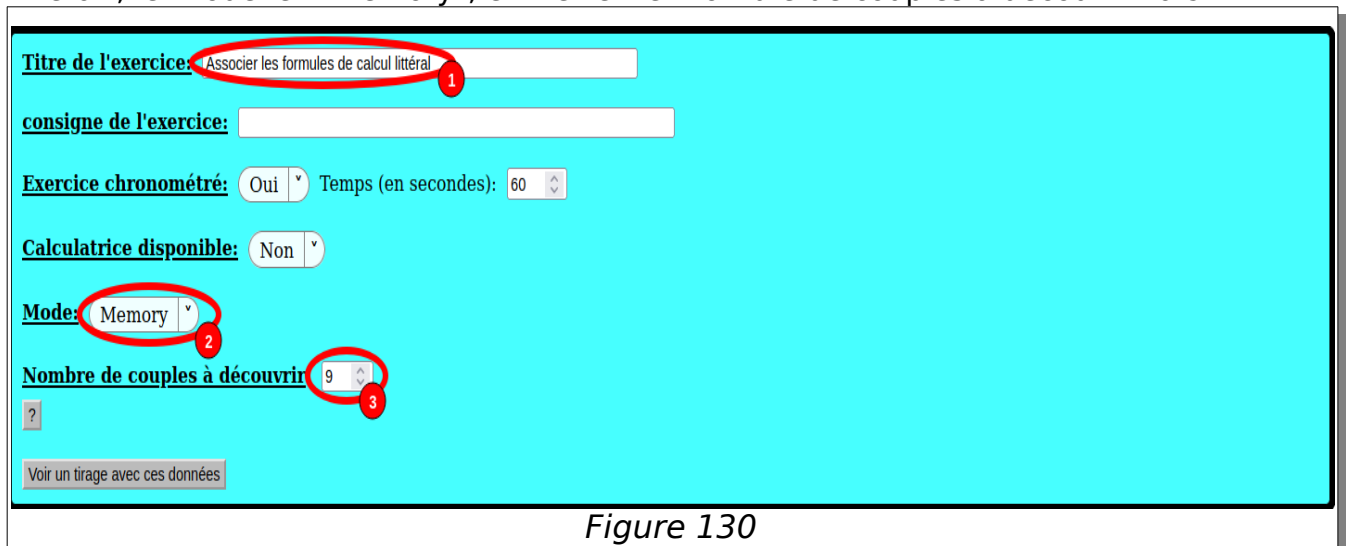 Titre de l'exercice: Associer les formules de calcul littéral
1
consigne de l'exercice:
Exercice chronométré: Oui Temps (en secondes): 60
Calculatrice disponible: Non
Mode: Memory
2
Nombre de couples à découvrir 9
3
?
Voir un tirage avec ces données
Figure 130